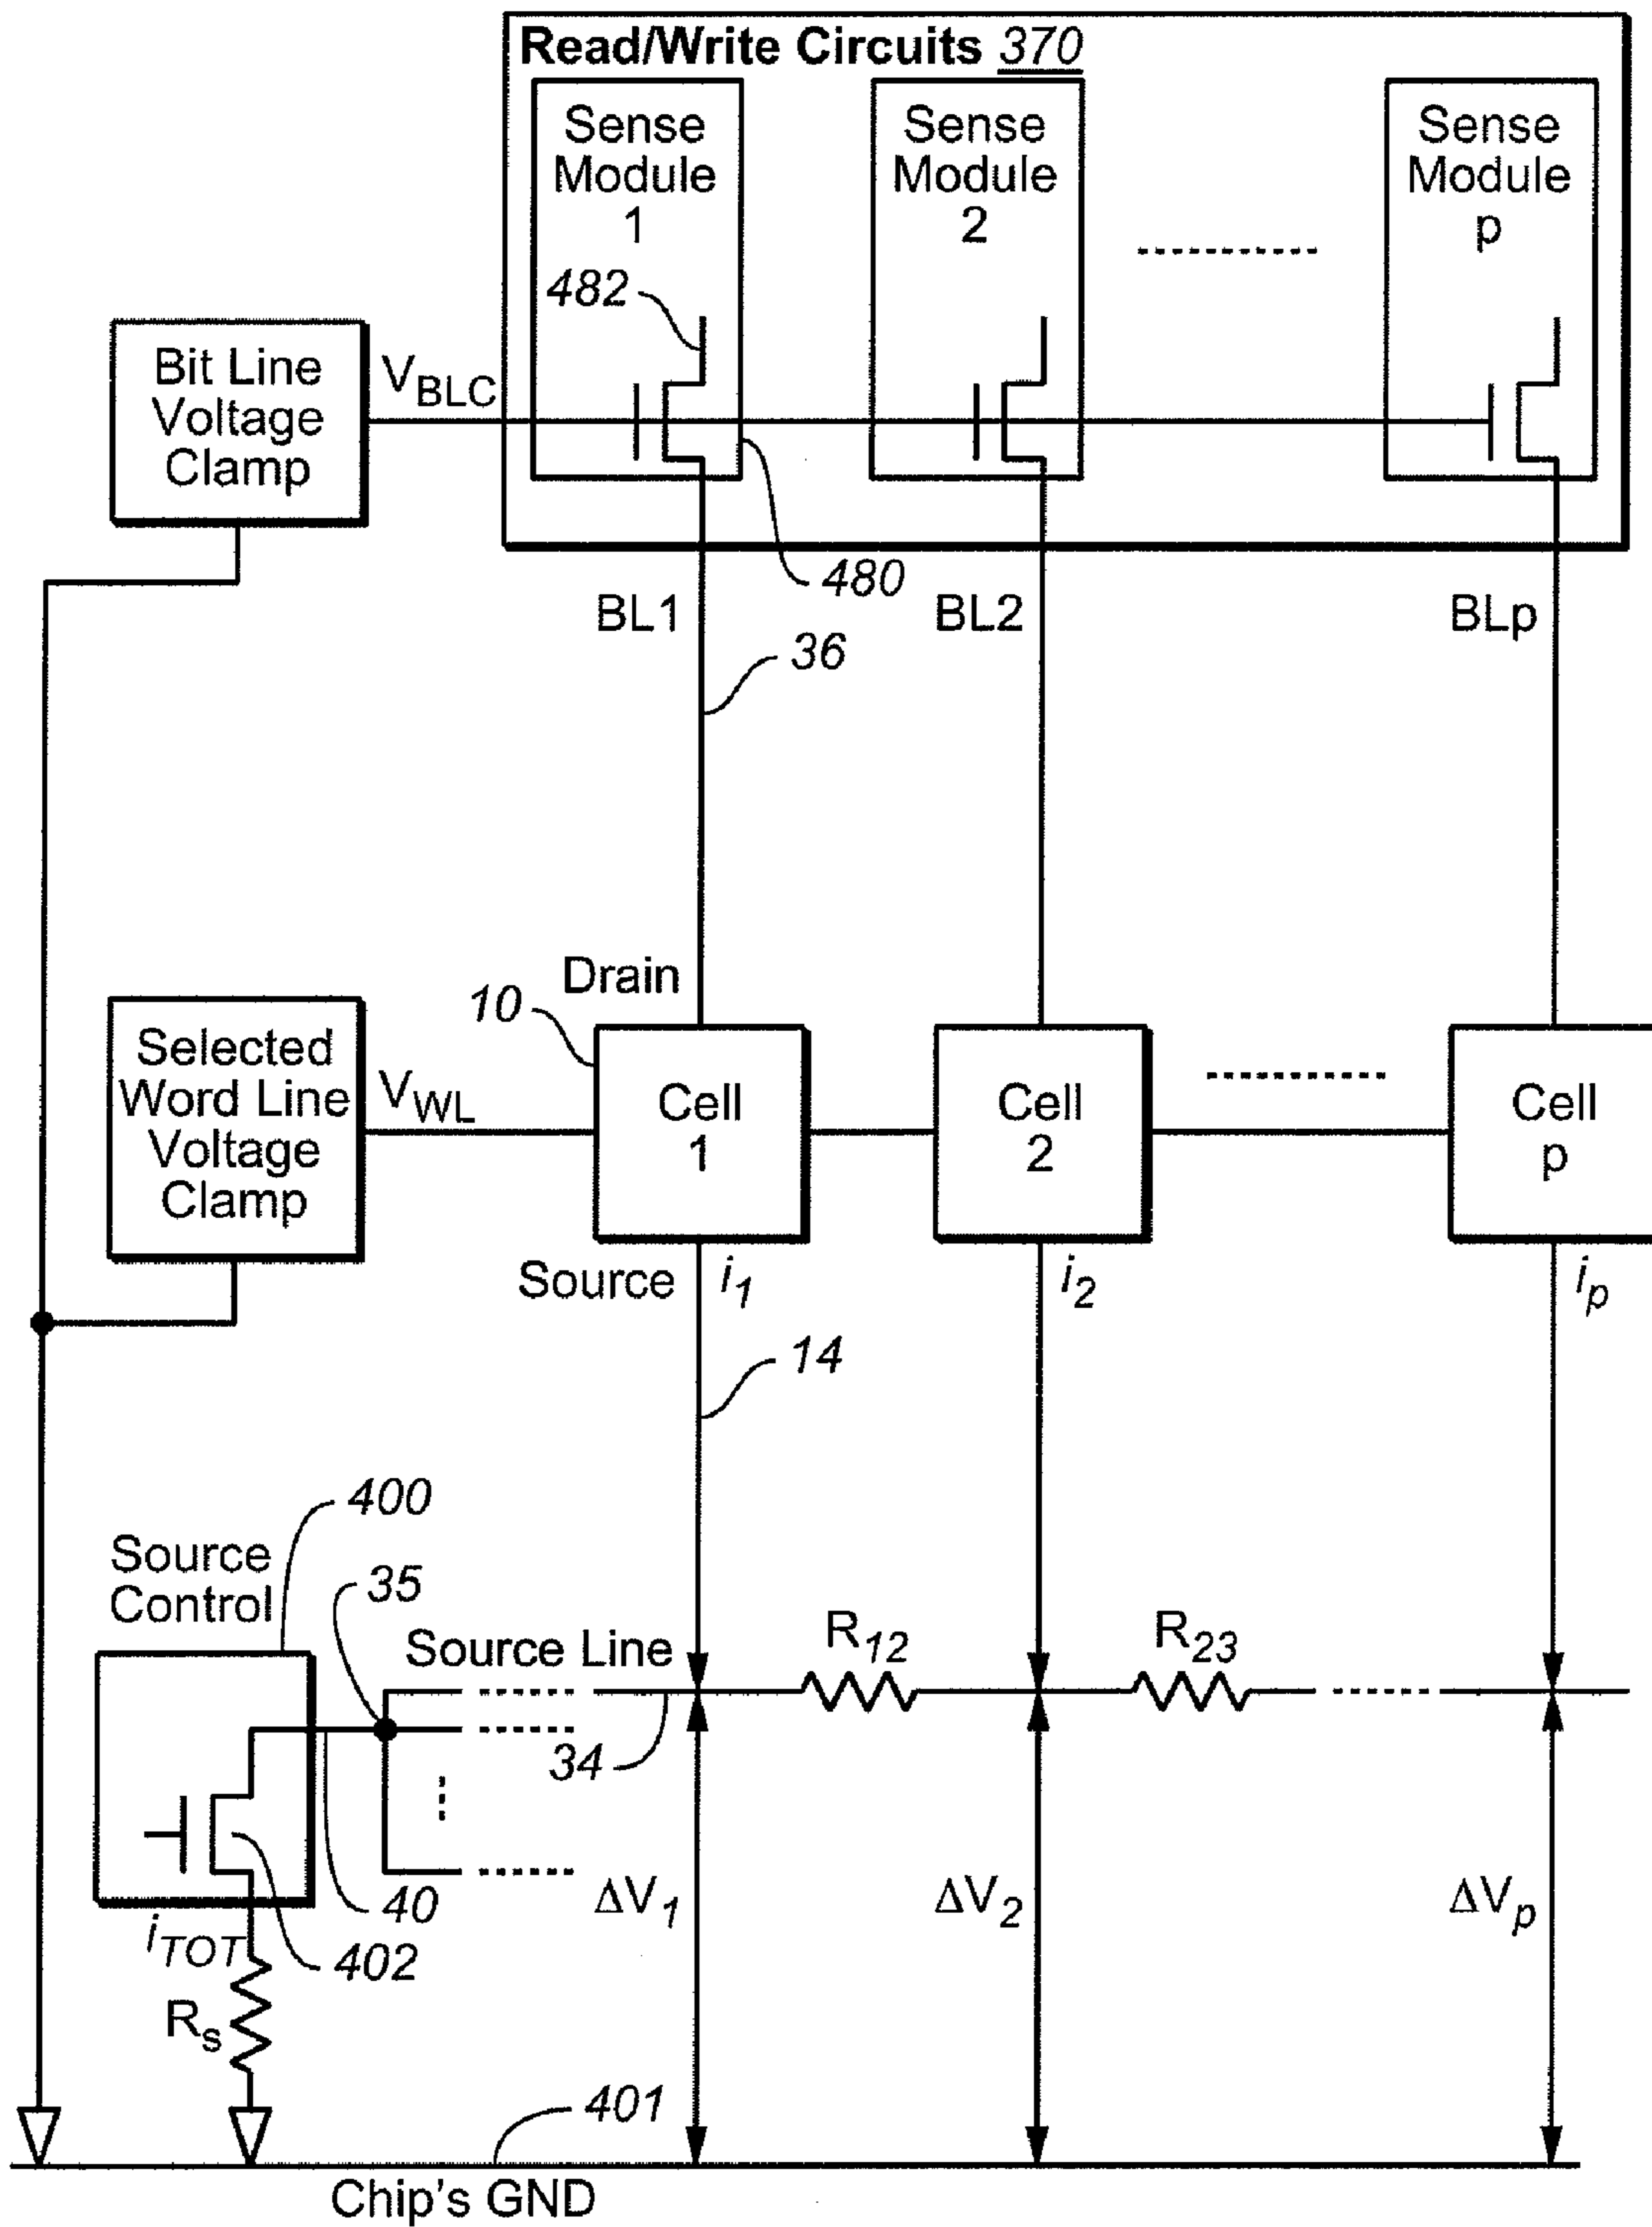 Read/Write Circuits 370
Sense
Module
1
Sense
Module
2
Sense
Module
p
482
Bit Line
Voltage
Clamp
VBLC
480
BL1
BL2
BLp
36
Drain
10
Selected
Word Line
Voltage
Clamp
VWL
Cell
1
Cell
2
Cell
p
Source
i1
i2
ip
14
400
Source
Control
35
Source Line
R12
R23
34
40
iTOT
402
ΔV1
ΔV2
ΔVp
Rs
401
Chip's GND